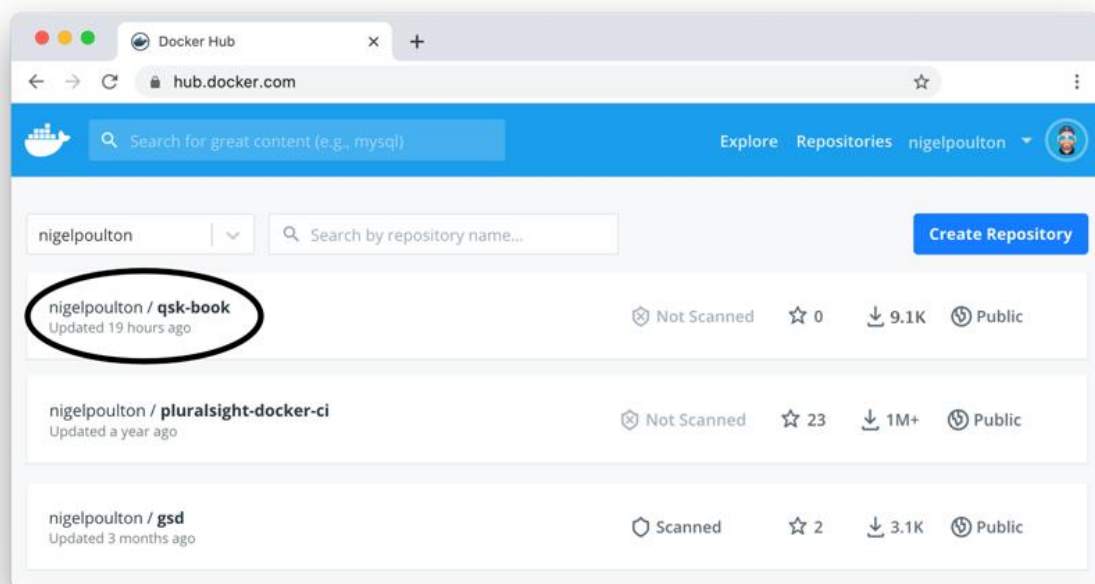 Docker Hub
hub.docker.com
Search for great content (e.g., mysql)
Explore Repositories nigelpoulton
nigelpoulton
Search by repository name...
Create Repository
nigelpoulton / qsk-book
Updated 19 hours ago
Not Scanned 0 9.1K Public
nigelpoulton / pluralsight-docker-ci
Updated a year ago
Not Scanned 23 1M+ Public
nigelpoulton / gsd
Updated 3 months ago
Scanned 2 3.1K Public